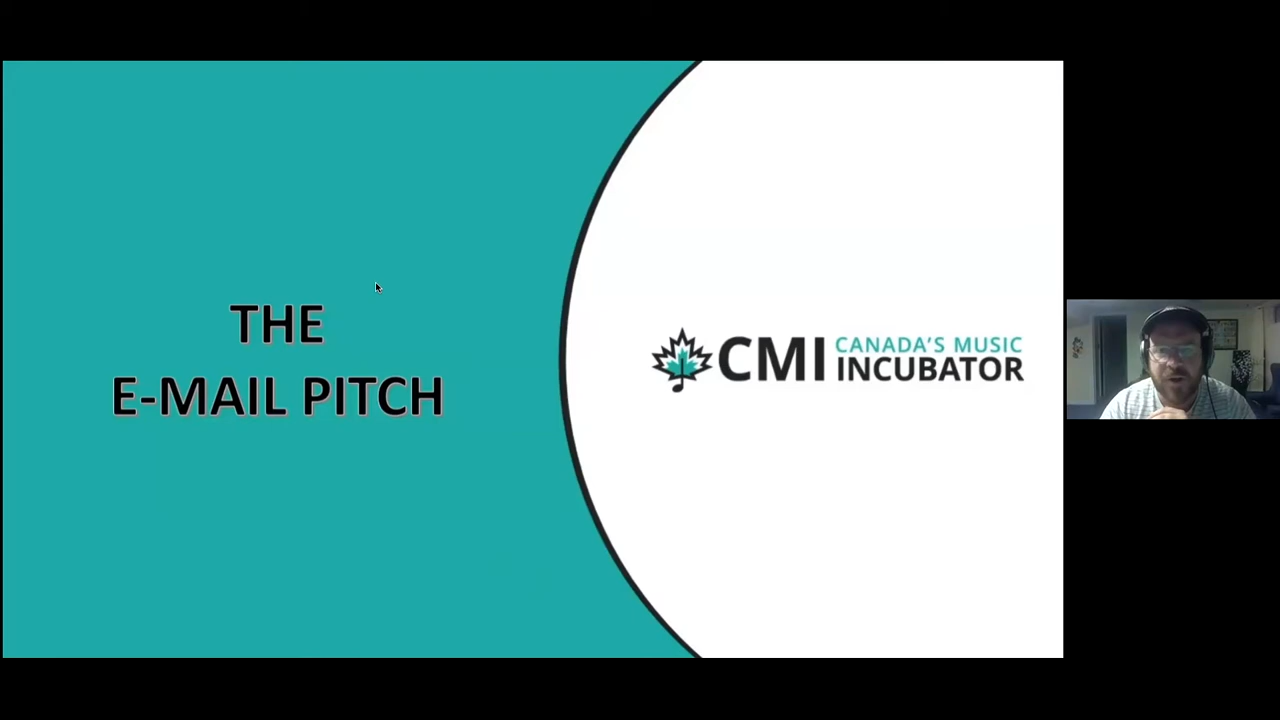 THE
E-MAIL PITCH
CMI
CANADA'S MUSIC
INCUBATOR